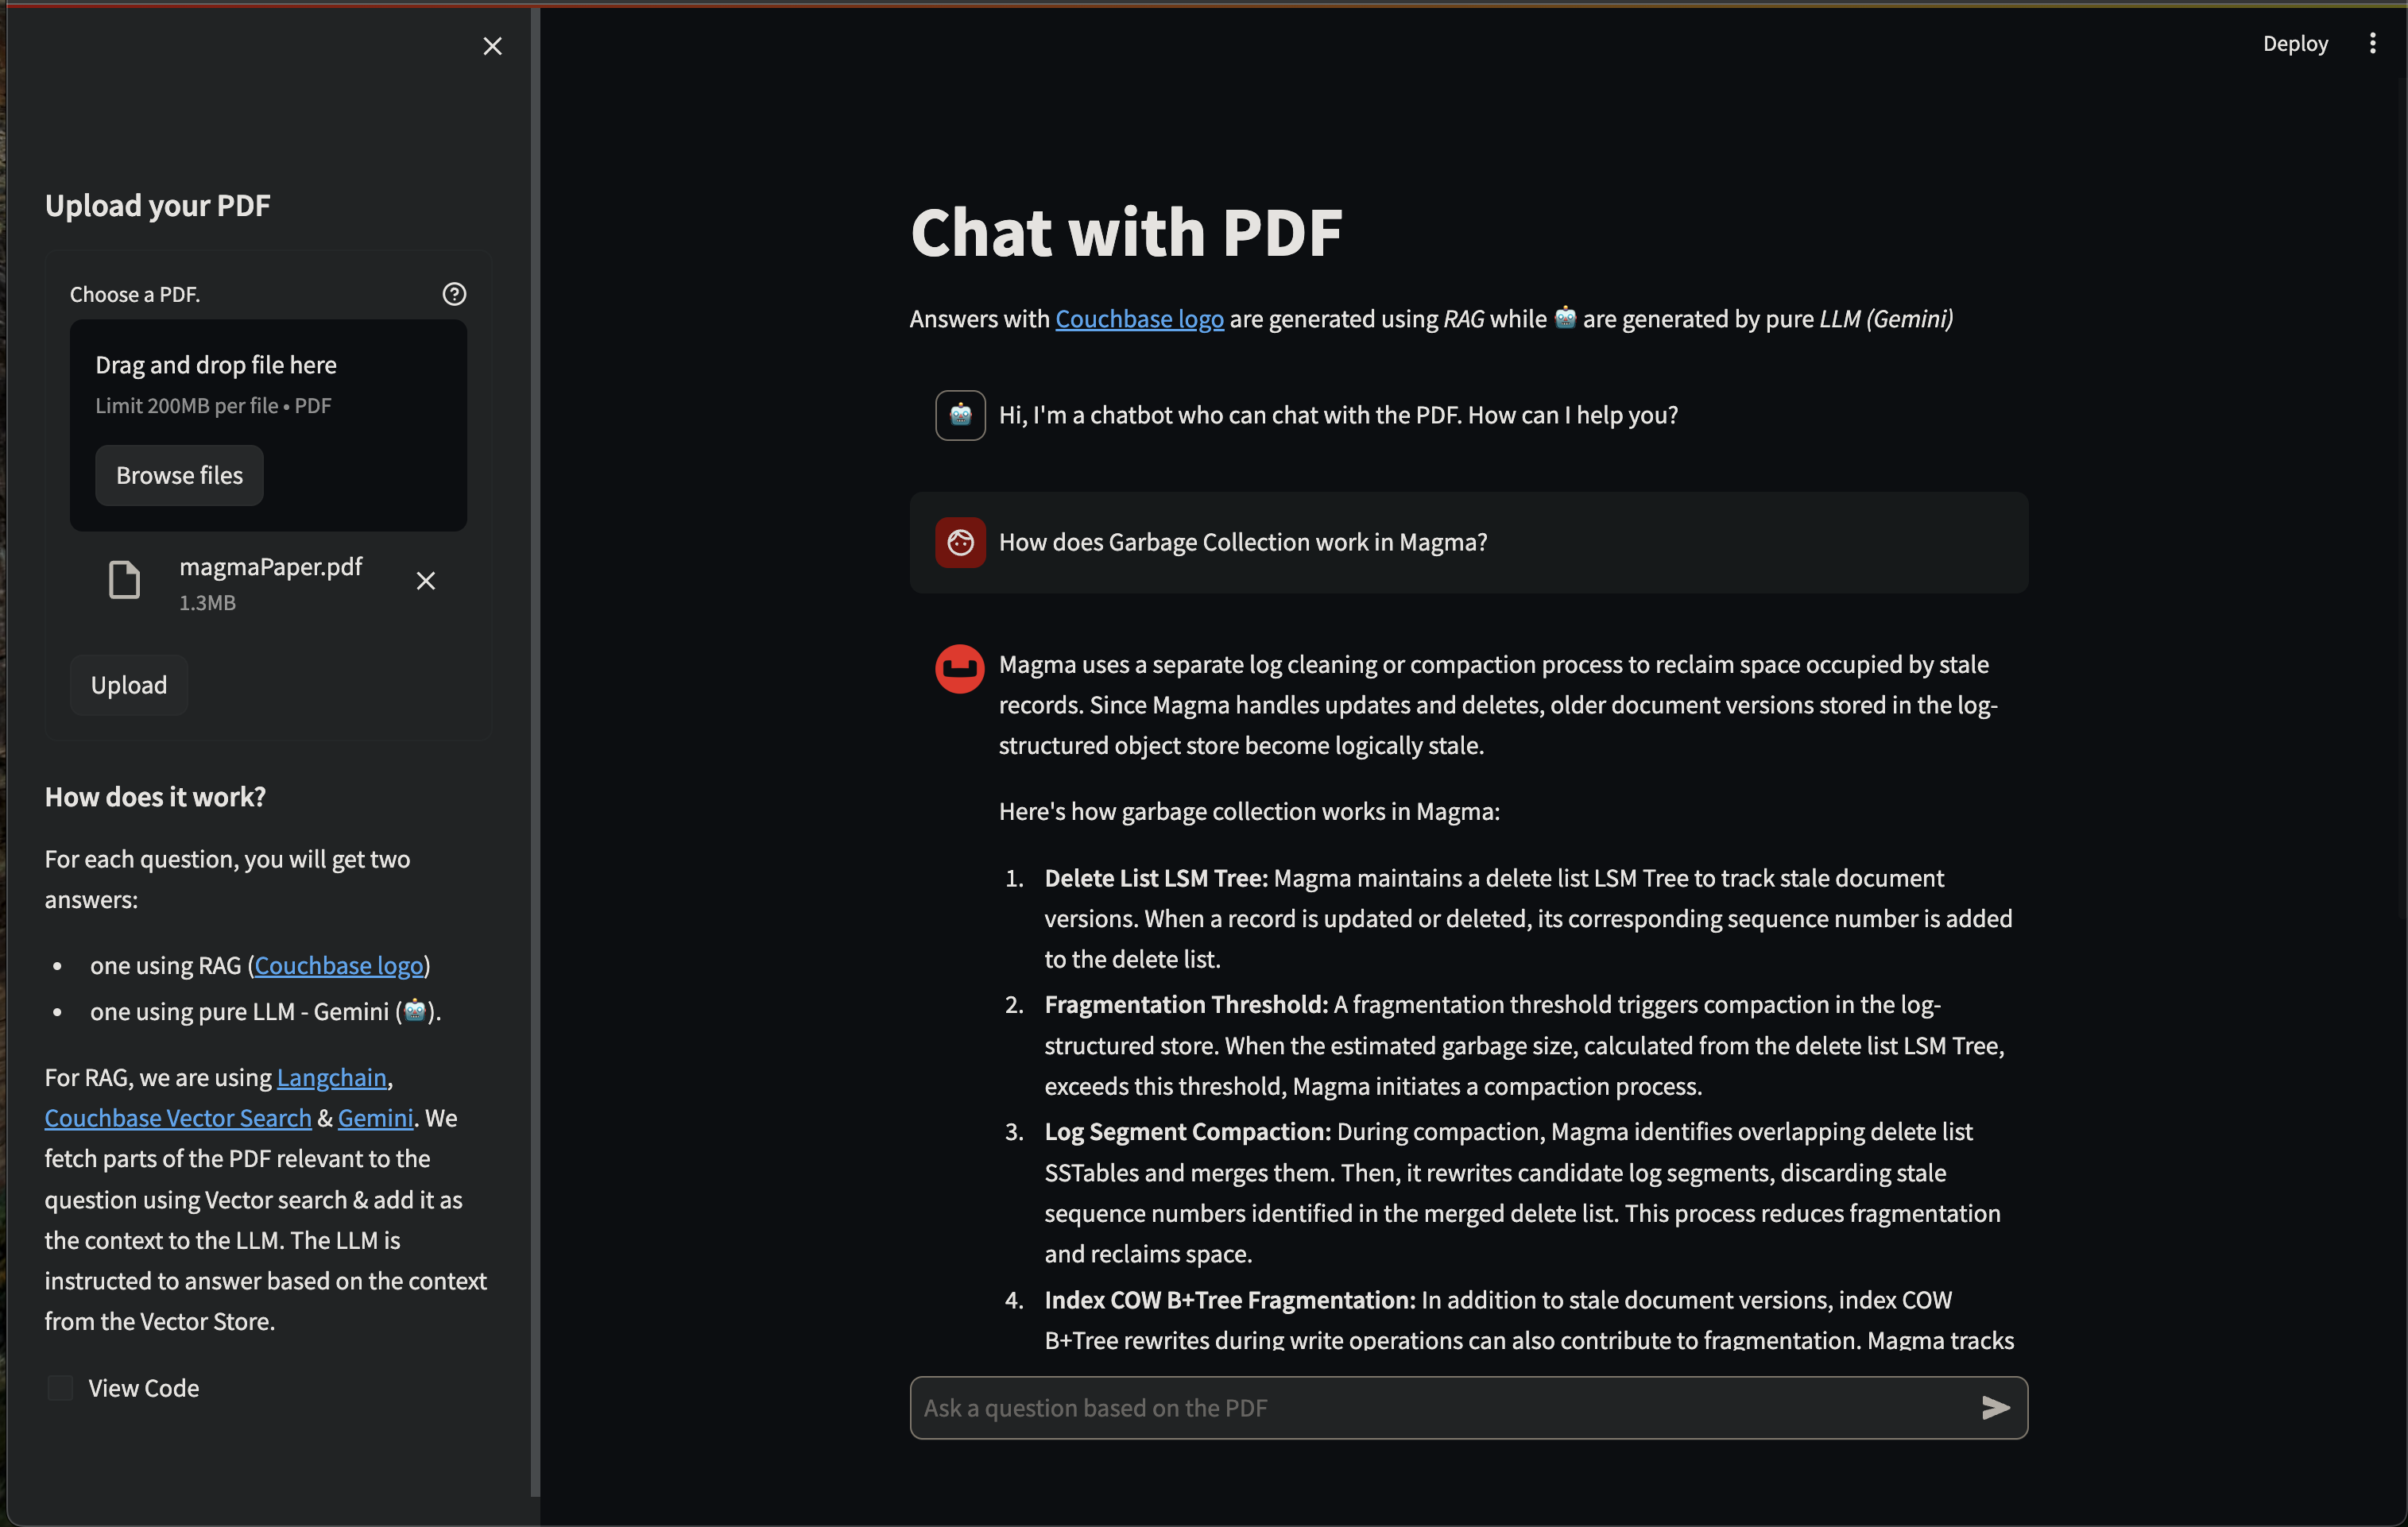 Deploy
Upload your PDF
Choose a PDF.
Drag and drop file here
Limit 200MB per file • PDF
Browse files
magmaPaper.pdf
1.3MB
Upload
How does it work?
For each question, you will get two
answers:
• one using RAG (Couchbase logo)
• one using pure LLM - Gemini (🤖).
For RAG, we are using Langchain,
Couchbase Vector Search & Gemini. We
fetch parts of the PDF relevant to the
question using Vector search & add it as
the context to the LLM. The LLM is
instructed to answer based on the context
from the Vector Store.
View Code
Chat with PDF
Answers with Couchbase logo are generated using RAG while 🤖 are generated by pure LLM (Gemini)
Hi, I'm a chatbot who can chat with the PDF. How can I help you?
How does Garbage Collection work in Magma?
Magma uses a separate log cleaning or compaction process to reclaim space occupied by stale
records. Since Magma handles updates and deletes, older document versions stored in the log-
structured object store become logically stale.
Here's how garbage collection works in Magma:
1. Delete List LSM Tree: Magma maintains a delete list LSM Tree to track stale document
versions. When a record is updated or deleted, its corresponding sequence number is added
to the delete list.
2. Fragmentation Threshold: A fragmentation threshold triggers compaction in the log-
structured store. When the estimated garbage size, calculated from the delete list LSM Tree,
exceeds this threshold, Magma initiates a compaction process.
3. Log Segment Compaction: During compaction, Magma identifies overlapping delete list
SSTables and merges them. Then, it rewrites candidate log segments, discarding stale
sequence numbers identified in the merged delete list. This process reduces fragmentation
and reclaims space.
4. Index COW B+Tree Fragmentation: In addition to stale document versions, index COW
B+Tree rewrites during write operations can also contribute to fragmentation. Magma tracks
Ask a question based on the PDF